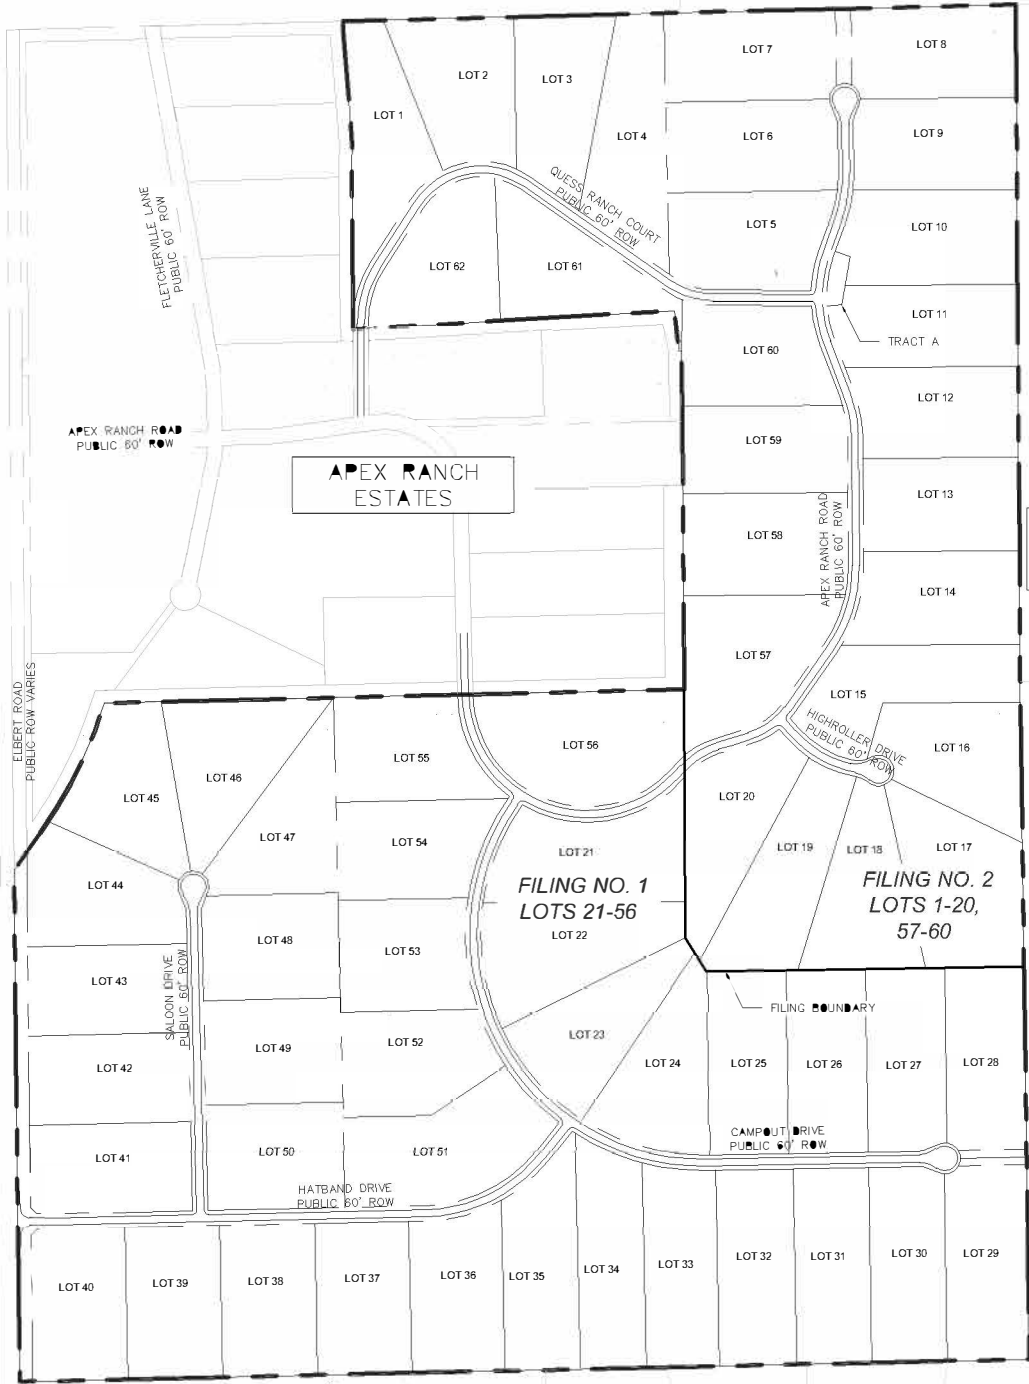 LOT 1
LOT 2
LOT 3
LOT 4
LOT 7
LOT 8
LOT 6
LOT 9
LOT 5
LOT 10
QUESS RANCH COURT
PUBLIC 60' ROW
FLETCHERVILLE LANE
PUBLIC 60' ROW
LOT 62
LOT 61
LOT 11
TRACT A
LOT 60
LOT 12
APEX RANCH ROAD
PUBLIC 60' ROW
LOT 59
APEX RANCH
ESTATES
LOT 13
LOT 58
APEX RANCH ROAD
PUBLIC 60' ROW
LOT 14
LOT 57
LOT 15
ELBERT ROAD
PUBLIC ROW VARIES
HIGHROLLER DRIVE
PUBLIC 60' ROW
LOT 16
LOT 56
LOT 55
LOT 46
LOT 45
LOT 47
LOT 54
LOT 20
LOT 19
LOT 18
LOT 17
LOT 21
LOT 44
FILING NO. 1
LOTS 21-56
FILING NO. 2
LOTS 1-20,
57-60
LOT 22
LOT 48
LOT 53
LOT 43
SALOON DRIVE
PUBLIC 60' ROW
FILING BOUNDARY
LOT 23
LOT 49
LOT 52
LOT 42
LOT 24
LOT 25
LOT 26
LOT 27
LOT 28
CAMPOUT DRIVE
PUBLIC 60' ROW
LOT 41
LOT 50
LOT 51
HATBAND DRIVE
PUBLIC 60' ROW
LOT 40
LOT 39
LOT 38
LOT 37
LOT 36
LOT 35
LOT 34
LOT 33
LOT 32
LOT 31
LOT 30
LOT 29